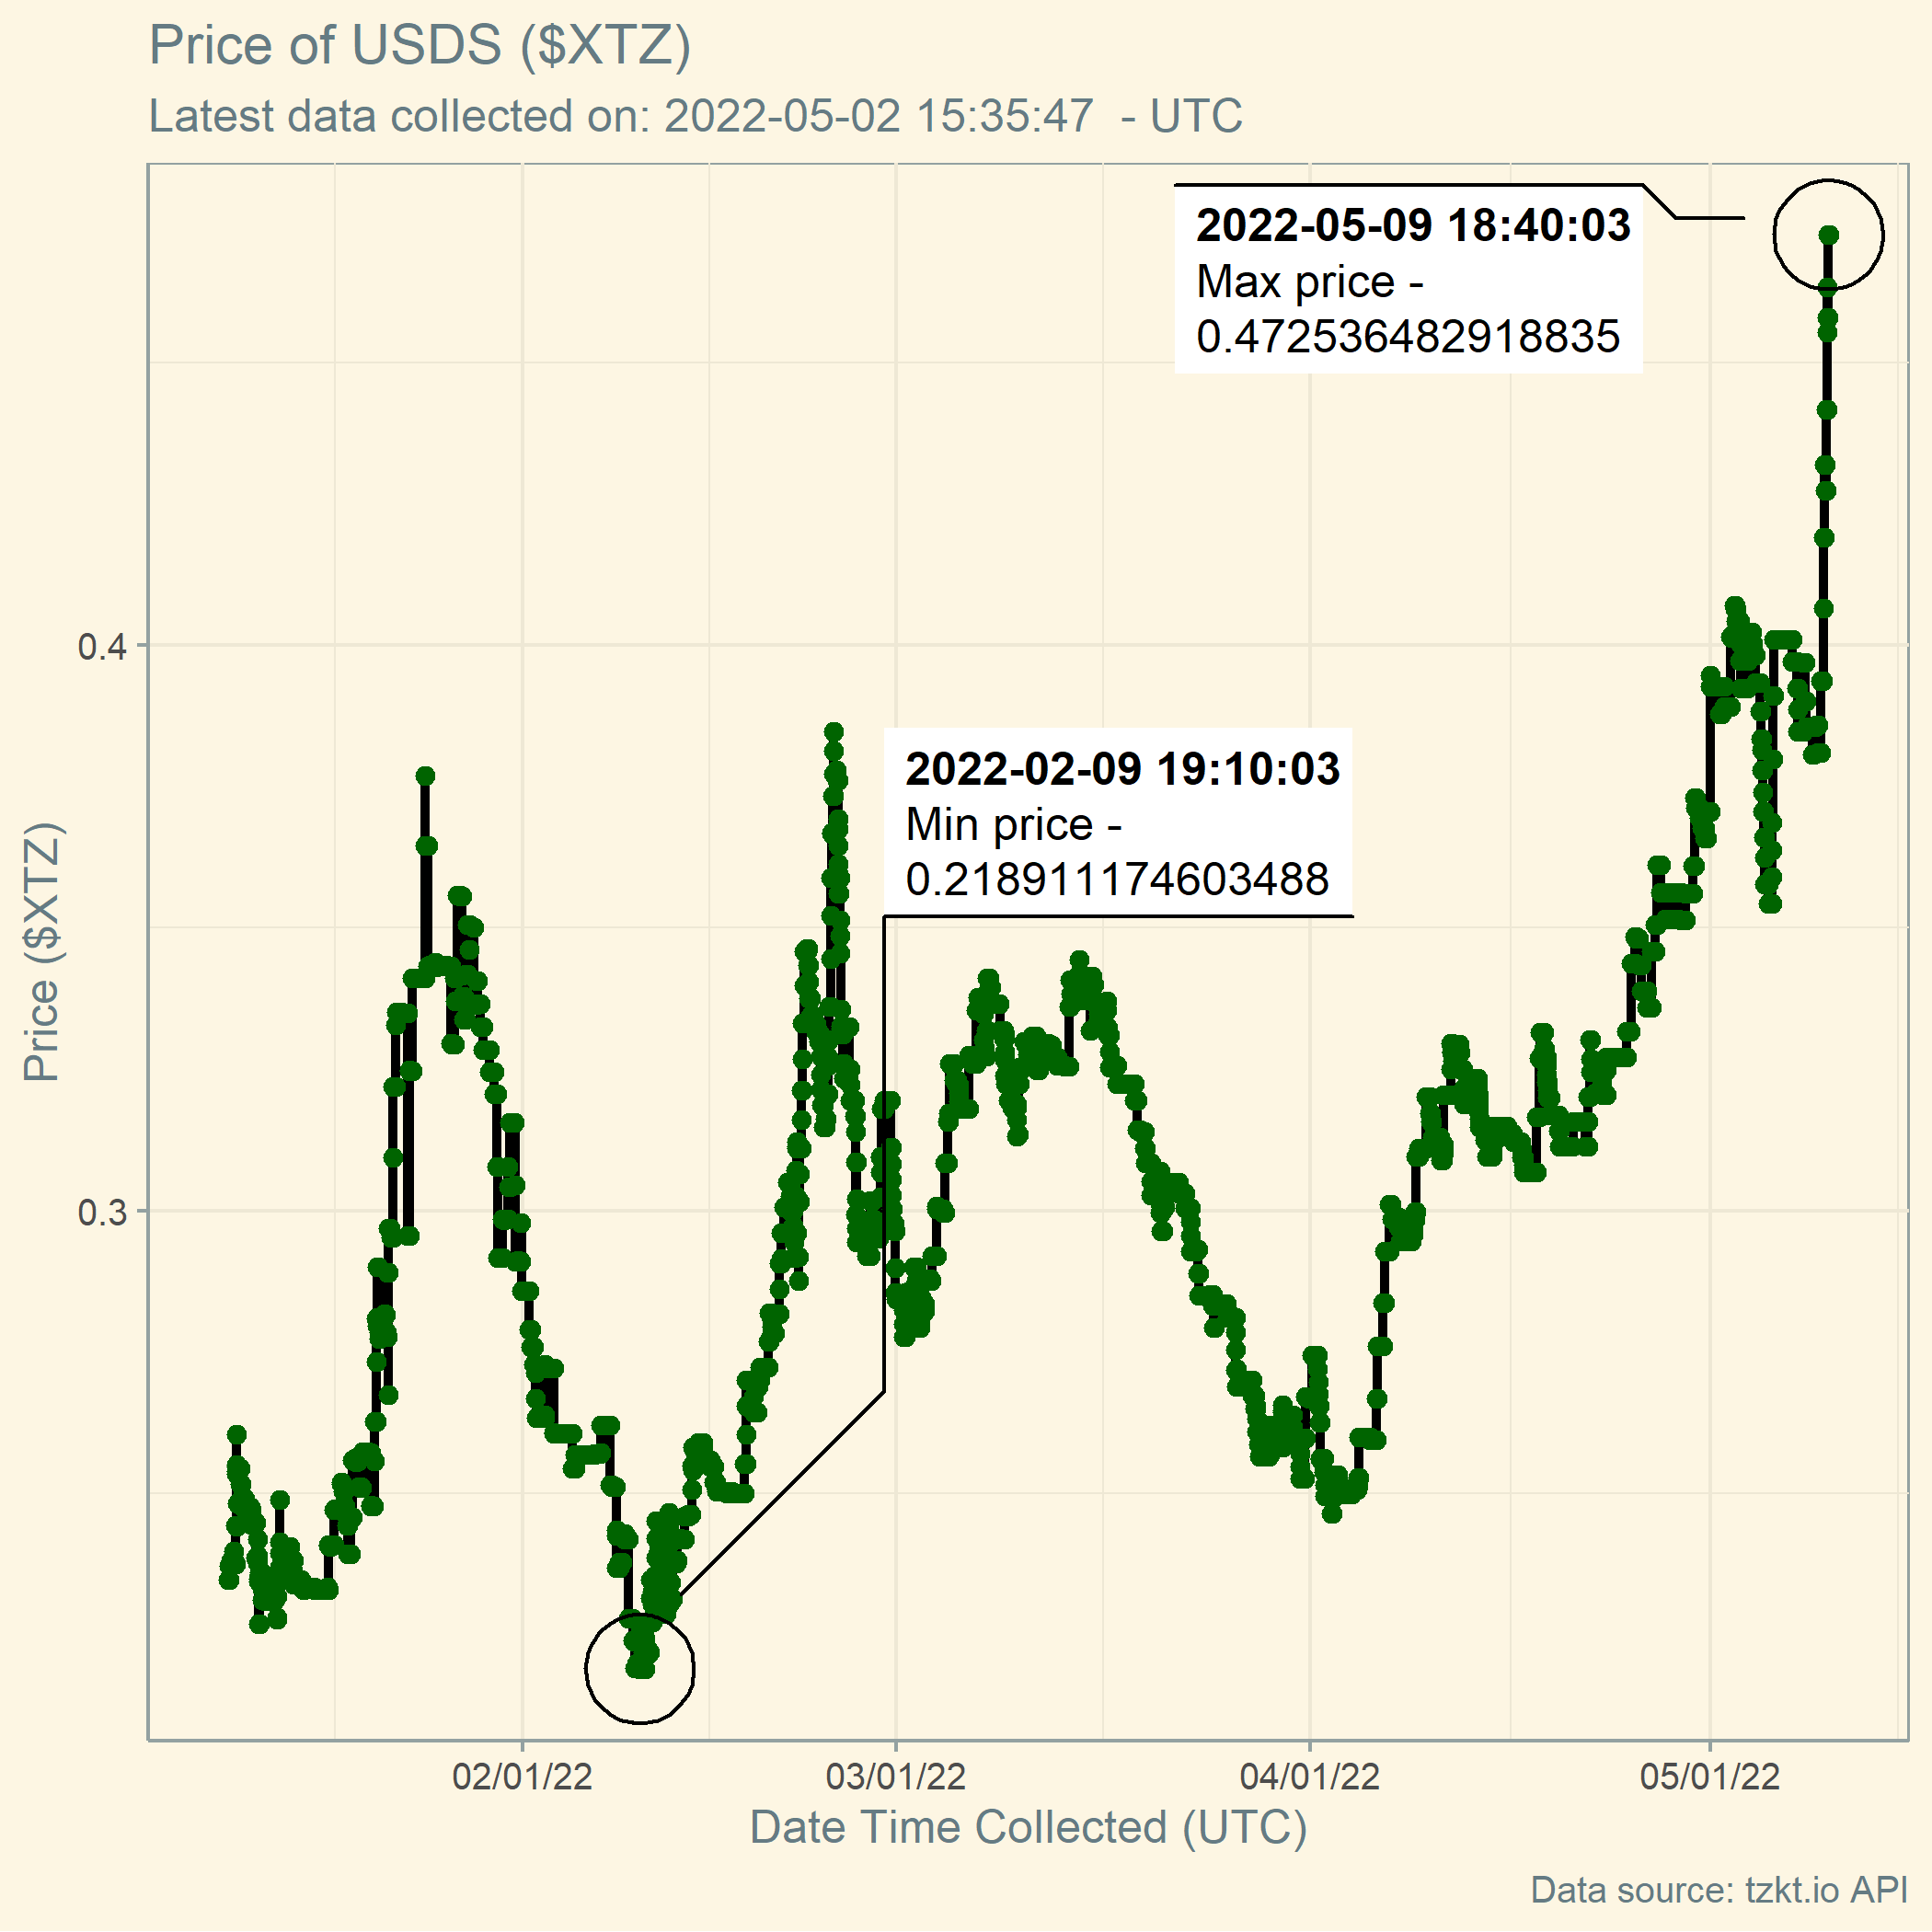 Price of USDS ($XTZ)
Latest data collected on: 2022-05-02 15:35:47  - UTC
2022-05-09 18:40:03
Max price -
0.472536482918835
0.4
2022-02-09 19:10:03
Min price -
0.218911174603488
Price ($XTZ)
0.3
02/01/22
03/01/22
04/01/22
05/01/22
Date Time Collected (UTC)
Data source: tzkt.io API